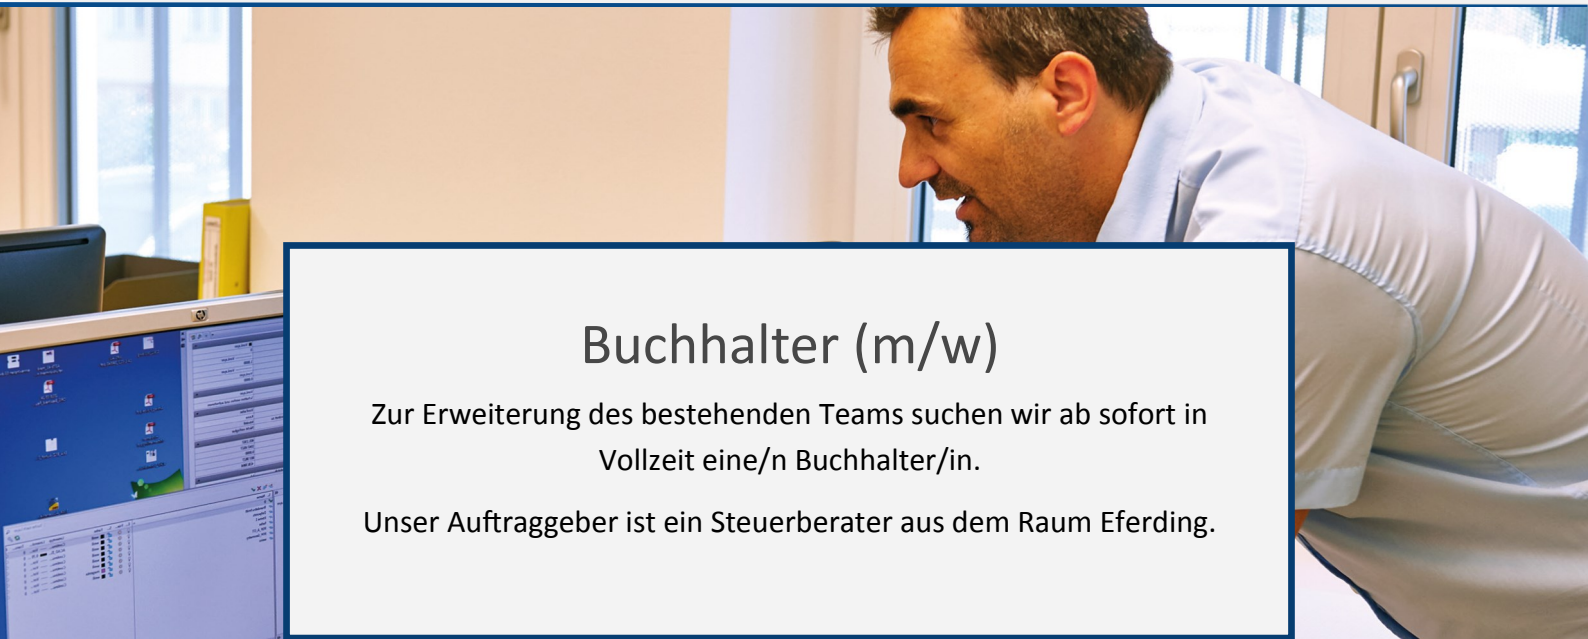 Buchhalter (m/w)
Zur Erweiterung des bestehenden Teams suchen wir ab sofort in
Vollzeit eine/n Buchhalter/in.
Unser Auftraggeber ist ein Steuerberater aus dem Raum Eferding.